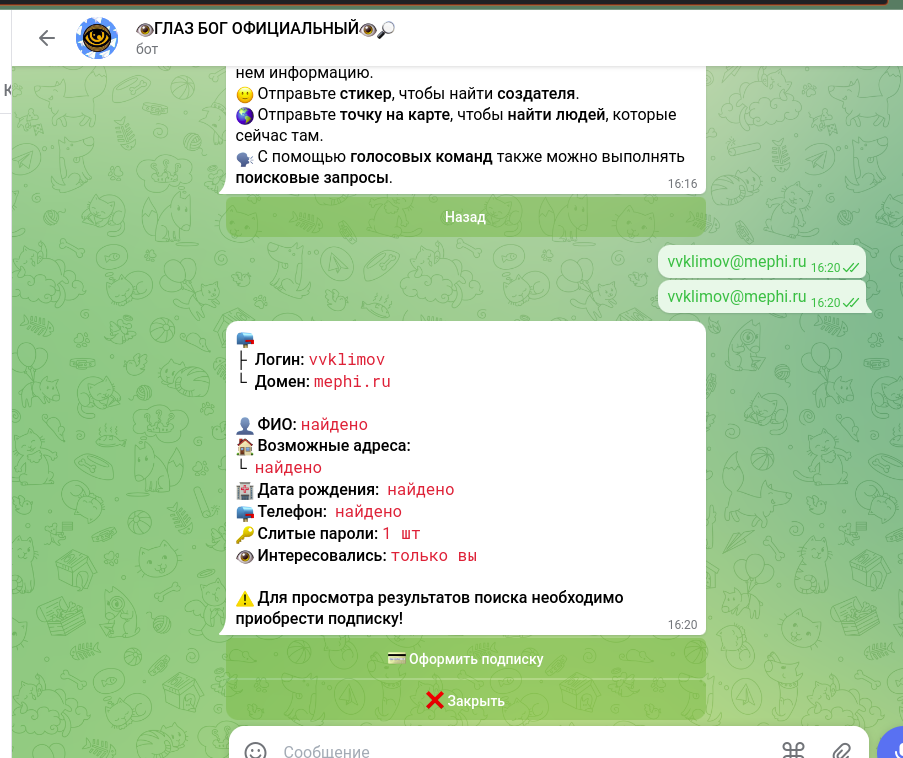 👁ГЛАЗ БОГ ОФИЦИАЛЬНЫЙ👁🔎
бот
К
нем информацию.
🙂 Отправьте стикер, чтобы найти создателя.
🌎 Отправьте точку на карте, чтобы найти людей, которые
сейчас там.
🗣 С помощью голосовых команд также можно выполнять
поисковые запросы.
16:16
Назад
vvklimov@mephi.ru 16:20
vvklimov@mephi.ru 16:20
📪
├ Логин: vvklimov
└ Домен: mephi.ru
👤 ФИО: найдено
🏠 Возможные адреса:
└ найдено
🏥 Дата рождения: найдено
📪 Телефон: найдено
🔑 Слитые пароли: 1 шт
👁 Интересовались: только вы
⚠️ Для просмотра результатов поиска необходимо
приобрести подписку!
16:20
💳 Оформить подписку
❌ Закрыть
Сообщение